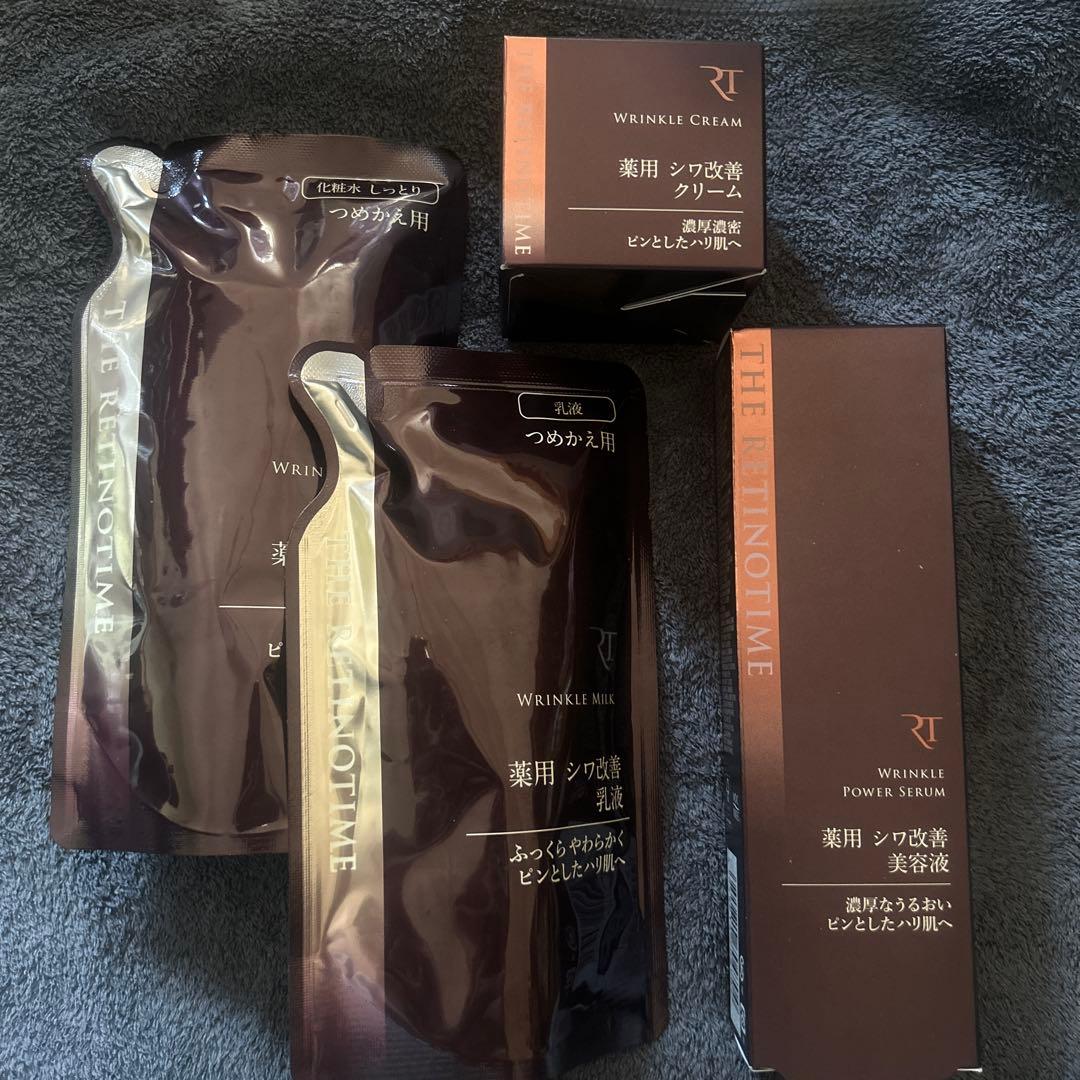 化粧水 しっとり
つめかえ用
THE RETINOTIME
WRIN
薬
ピ
乳液
つめかえ用
THE RETINOTIME
RT
WRINKLE MILK
薬用 シワ改善
乳液
ふっくらやわらかく
ピンとしたハリ肌へ
THE RETINOTIME
RT
WRINKLE CREAM
薬用 シワ改善
クリーム
濃厚濃密
ピンとしたハリ肌へ
THE RETINOTIME
RT
WRINKLE
POWER SERUM
薬用 シワ改善
美容液
濃厚なうるおい
ピンとしたハリ肌へ